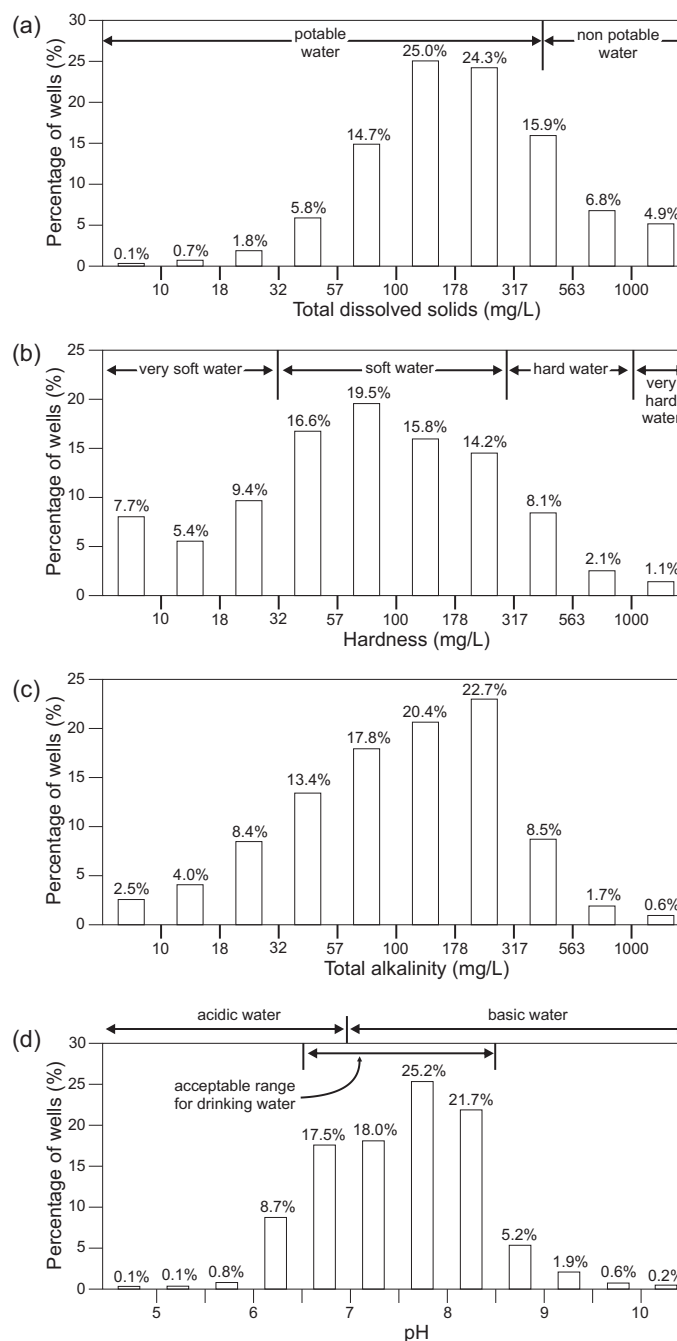 (a)
30
25
20
15
10
5
0
Percentage of wells (%)
potable
water
non potable
water
0.1%
0.7%
1.8%
5.8%
14.7%
25.0%
24.3%
15.9%
6.8%
4.9%
10 18 32 57 100 178 317 563 1000
Total dissolved solids (mg/L)
(b)
25
20
15
10
5
0
Percentage of wells (%)
very soft water
soft water
hard water
very
hard
water
7.7%
5.4%
9.4%
16.6%
19.5%
15.8%
14.2%
8.1%
2.1%
1.1%
10 18 32 57 100 178 317 563 1000
Hardness (mg/L)
(c)
25
20
15
10
5
0
Percentage of wells (%)
2.5%
4.0%
8.4%
13.4%
17.8%
20.4%
22.7%
8.5%
1.7%
0.6%
10 18 32 57 100 178 317 563 1000
Total alkalinity (mg/L)
acidic water
basic water
(d)
30
25
20
15
10
5
0
Percentage of wells (%)
acceptable range
for drinking water
0.1%
0.1%
0.8%
8.7%
17.5%
18.0%
25.2%
21.7%
5.2%
1.9%
0.6%
0.2%
5 6 7 8 9 10
pH